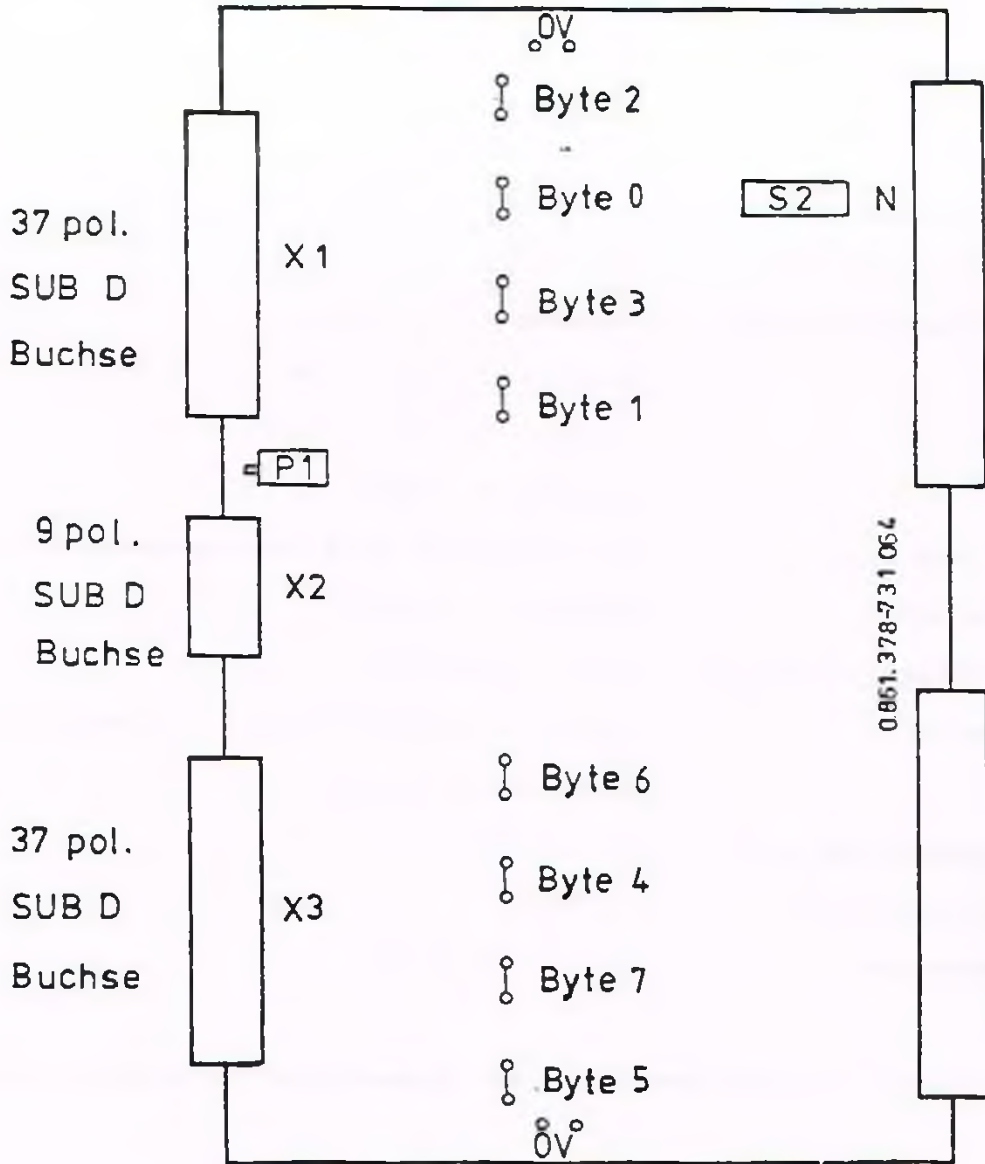 0V
Byte 2
Byte 0
S2 N
37 pol.
SUB D
Buchse
X1
Byte 3
Byte 1
P1
9 pol.
SUB D
Buchse
X2
0.861.378-731 064
Byte 6
37 pol.
SUB D
Buchse
X3
Byte 4
Byte 7
Byte 5
0V